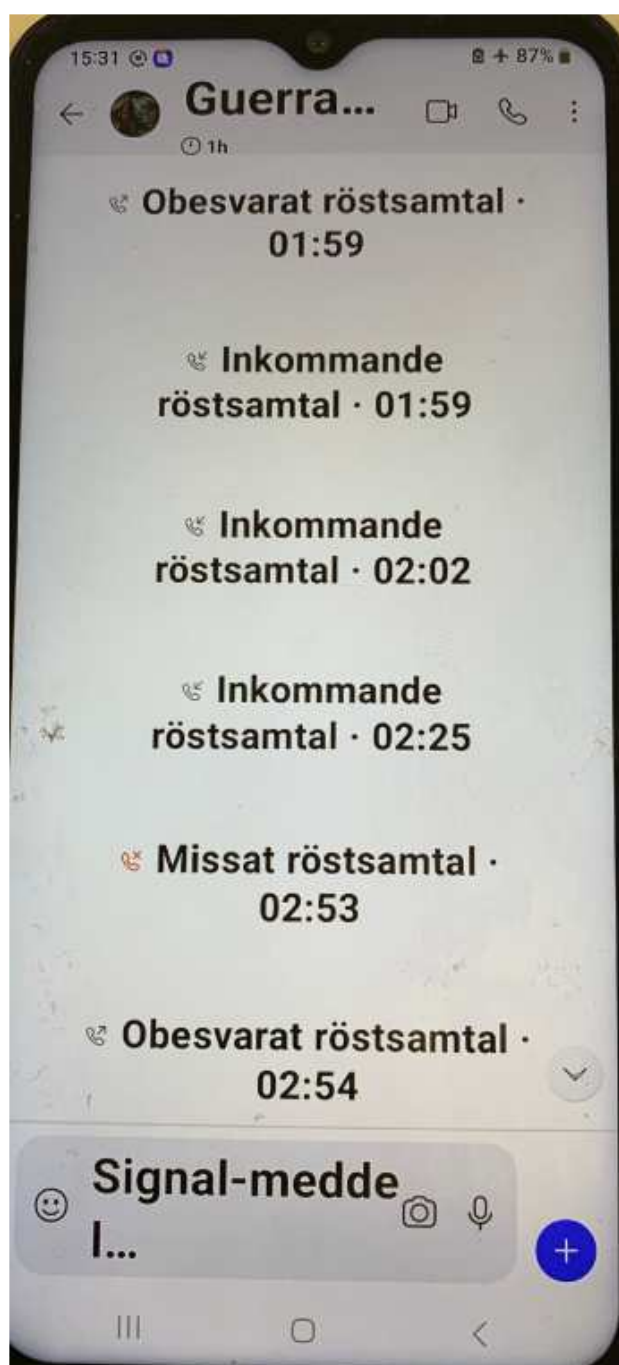 15:31
87%
Guerra...
1h
Obesvarat röstsamtal ·
01:59
Inkommande
röstsamtal · 01:59
Inkommande
röstsamtal · 02:02
Inkommande
röstsamtal · 02:25
Missat röstsamtal ·
02:53
Obesvarat röstsamtal ·
02:54
Signal-medde
l...